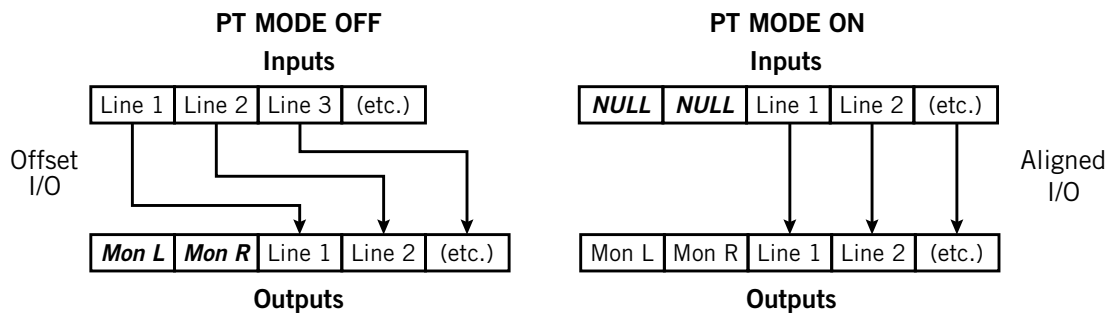 PT MODE OFF
Inputs
Line 1 Line 2 Line 3 (etc.)
Offset
I/O
Mon L Mon R Line 1 Line 2 (etc.)
Outputs
PT MODE ON
Inputs
NULL NULL Line 1 Line 2 (etc.)
Aligned
I/O
Mon L Mon R Line 1 Line 2 (etc.)
Outputs